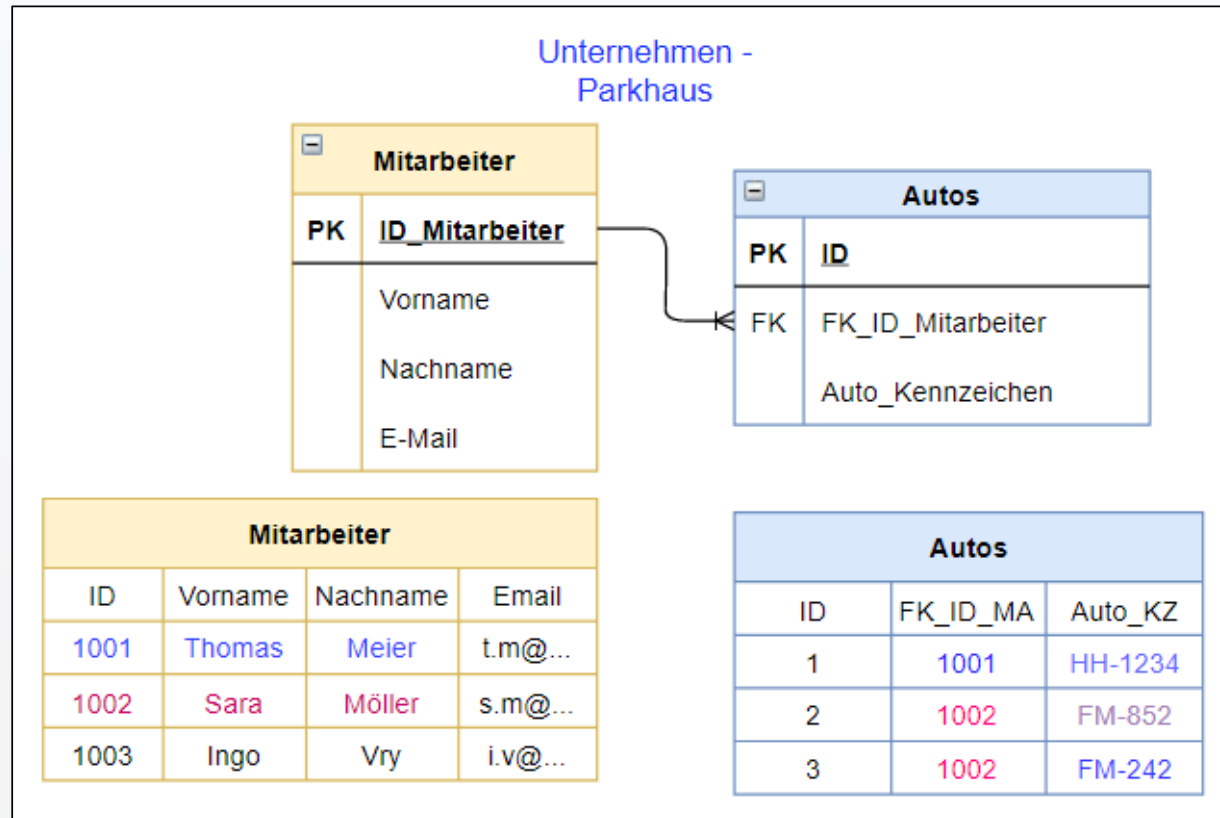 Unternehmen -
Parkhaus
Mitarbeiter
PK ID_Mitarbeiter
Vorname
Nachname
E-Mail
Autos
PK ID
FK FK_ID_Mitarbeiter
Auto_Kennzeichen
Mitarbeiter
ID Vorname Nachname Email
1001 Thomas Meier t.m@...
1002 Sara Möller s.m@...
1003 Ingo Vry i.v@...
Autos
ID FK_ID_MA Auto_KZ
1 1001 HH-1234
2 1002 FM-852
3 1002 FM-242